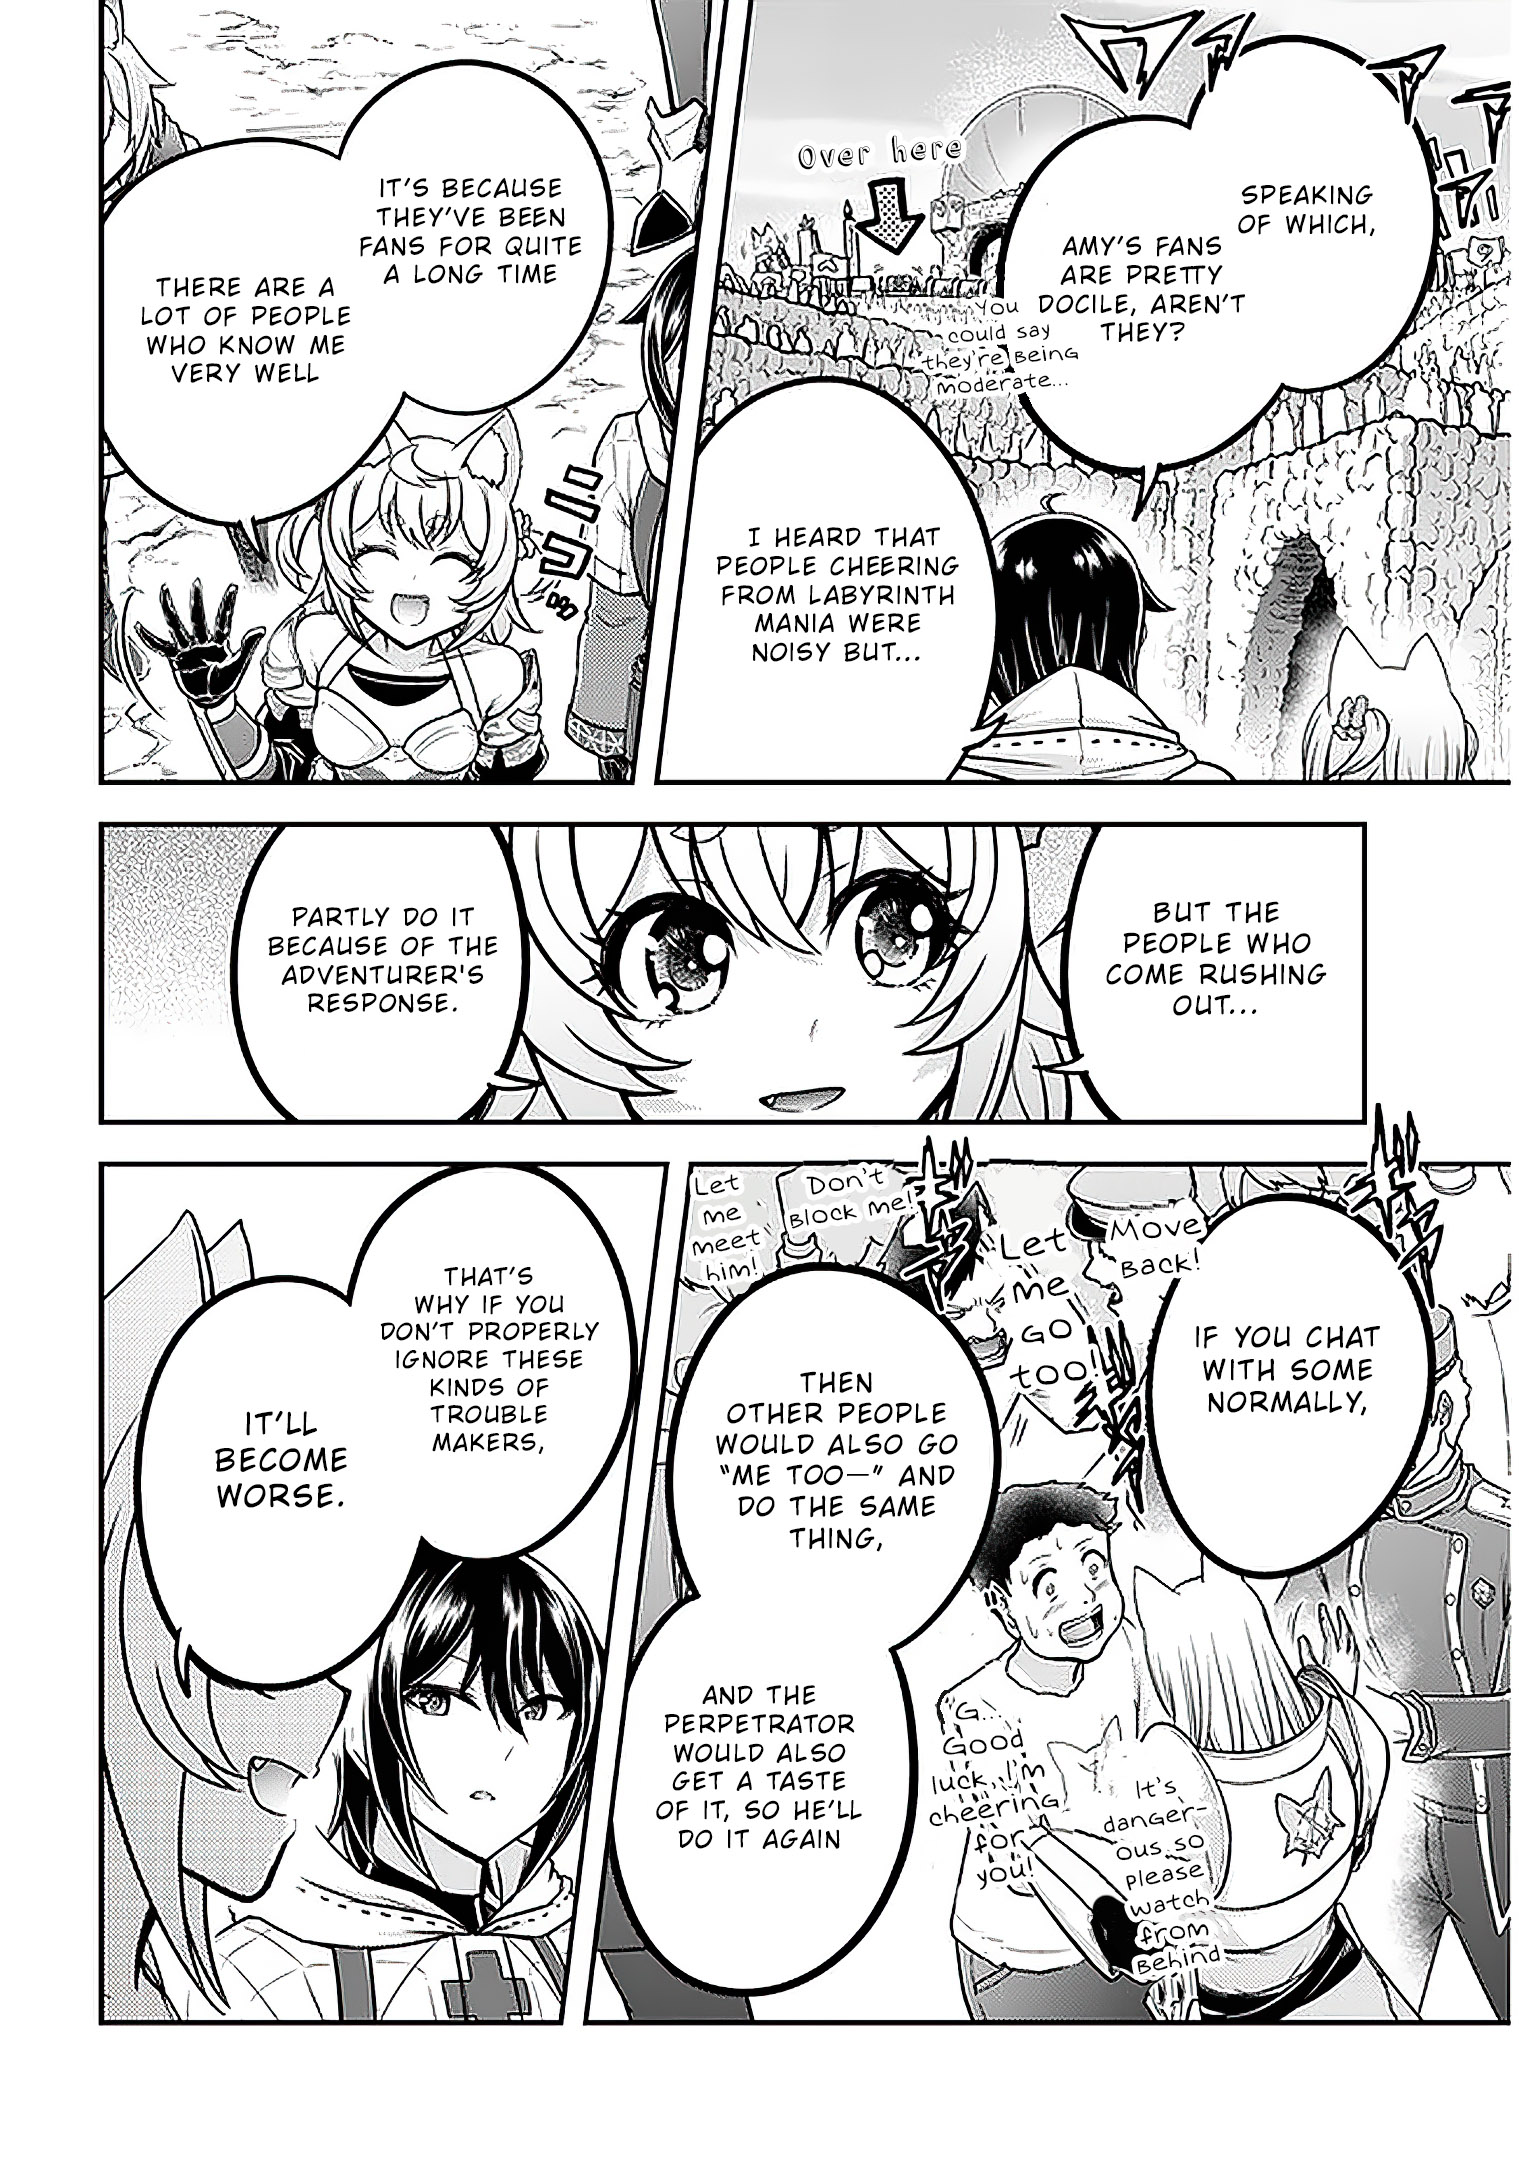 SPEAKING
OF WHICH,
AMY'S FANS
ARE PRETTY
DOCILE, AREN'T
THEY?
Over here
You
could say
they're being
moderate...
I HEARD THAT
PEOPLE CHEERING
FROM LABYRINTH
MANIA WERE
NOISY BUT...
IT'S BECAUSE
THEY'VE BEEN
FANS FOR QUITE
A LONG TIME
THERE ARE A
LOT OF PEOPLE
WHO KNOW ME
VERY WELL
ニコ
BUT THE
PEOPLE WHO
COME RUSHING
OUT...
PARTLY DO IT
BECAUSE OF THE
ADVENTURER'S
RESPONSE.
IF YOU CHAT
WITH SOME
NORMALLY,
Move
Back!
Let
me
go
too!
Don't
Block me!
Let
me
meet
him!
THEN
OTHER PEOPLE
WOULD ALSO GO
"ME TOO—" AND
DO THE SAME
THING,
G...
Good
luck, I'm
cheering
for
you!
It's
danger-
ous, so
please
watch
from
Behind
AND THE
PERPETRATOR
WOULD ALSO
GET A TASTE
OF IT, SO HE'LL
DO IT AGAIN
THAT'S
WHY IF YOU
DON'T PROPERLY
IGNORE THESE
KINDS OF
TROUBLE
MAKERS,
IT'LL
BECOME
WORSE.